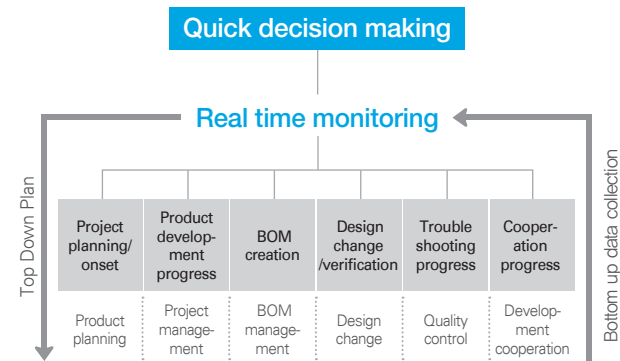 Quick decision making
Real time monitoring
Top Down Plan
Bottom up data collection
Project
planning/
onset
Product
develop-
ment
progress
BOM
creation
Design
change
/verification
Trouble
shooting
progress
Cooper-
ation
progress
Product
planning
Project
manage-
ment
BOM
manage-
ment
Design
change
Quality
control
Develop-
ment
cooperation